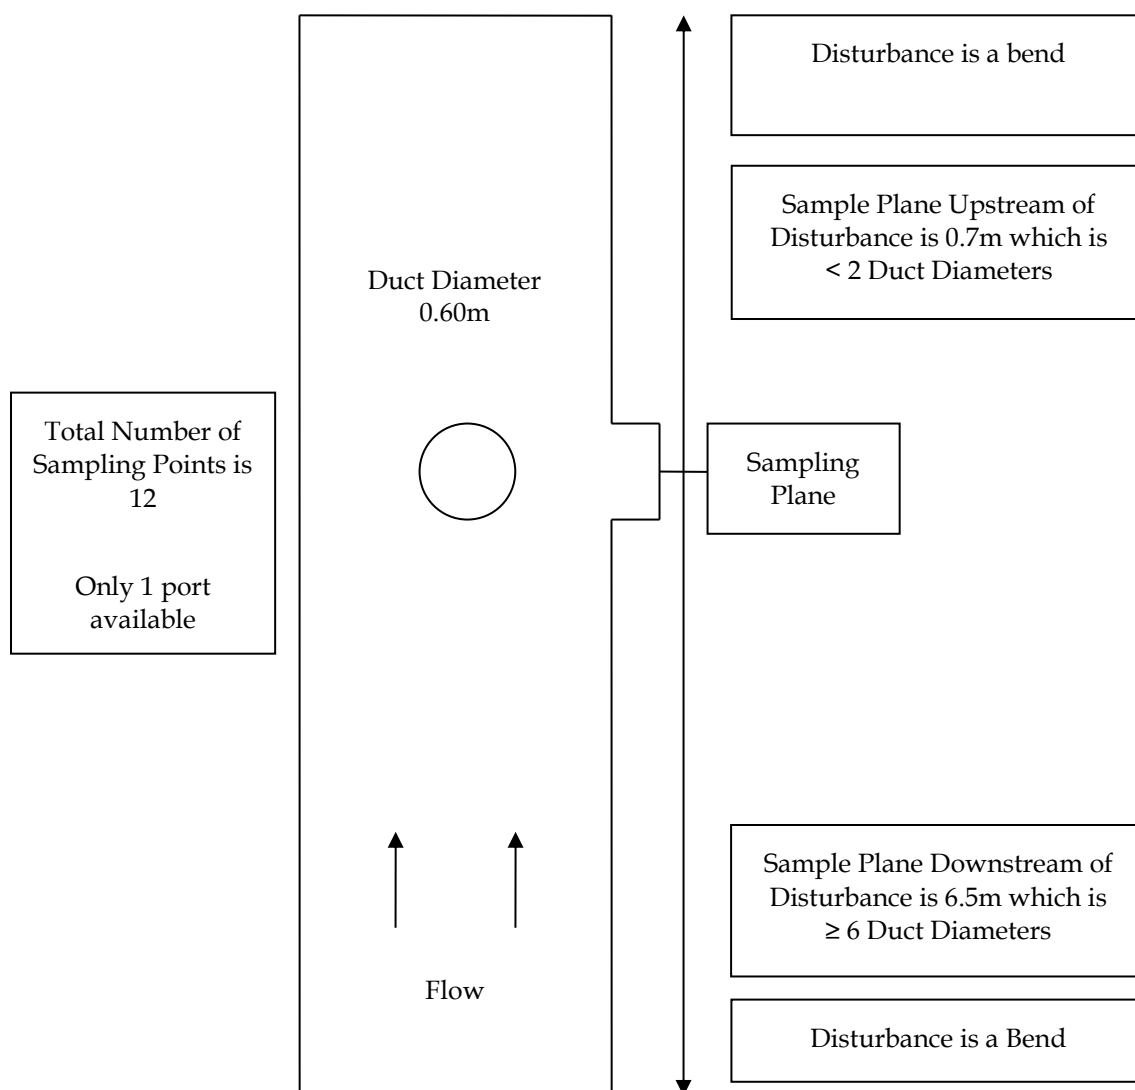 Disturbance is a bend
Sample Plane Upstream of
Disturbance is 0.7m which is
< 2 Duct Diameters
Duct Diameter
0.60m
Total Number of
Sampling Points is
12
Only 1 port
available
Sampling
Plane
Sample Plane Downstream of
Disturbance is 6.5m which is
≥ 6 Duct Diameters
Flow
Disturbance is a Bend